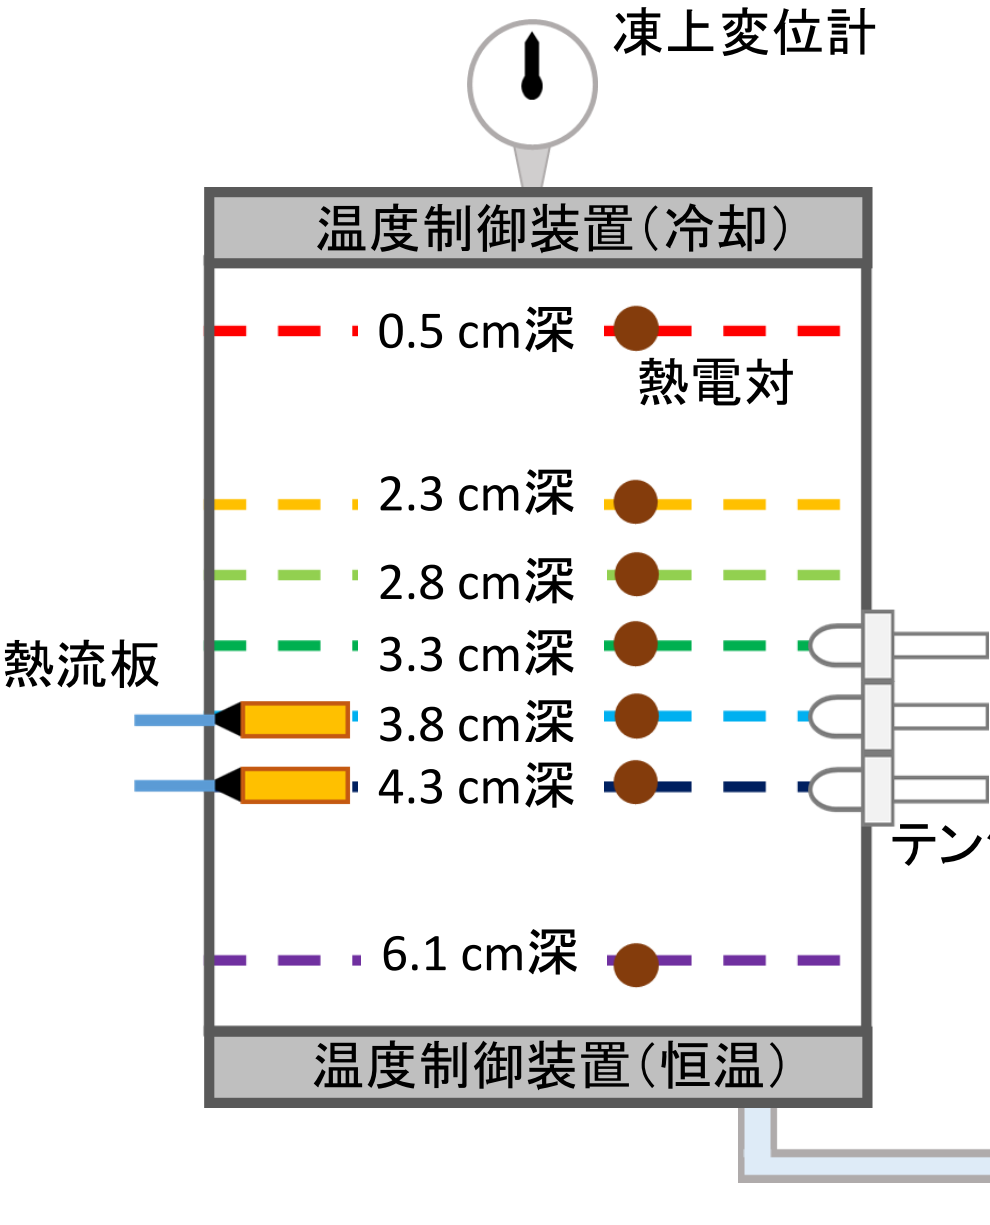 凍上変位計
温度制御装置(冷却)
0.5 cm深
熱電対
2.3 cm深
2.8 cm深
3.3 cm深
熱流板
3.8 cm深
4.3 cm深
テン
6.1 cm深
温度制御装置(恒温)